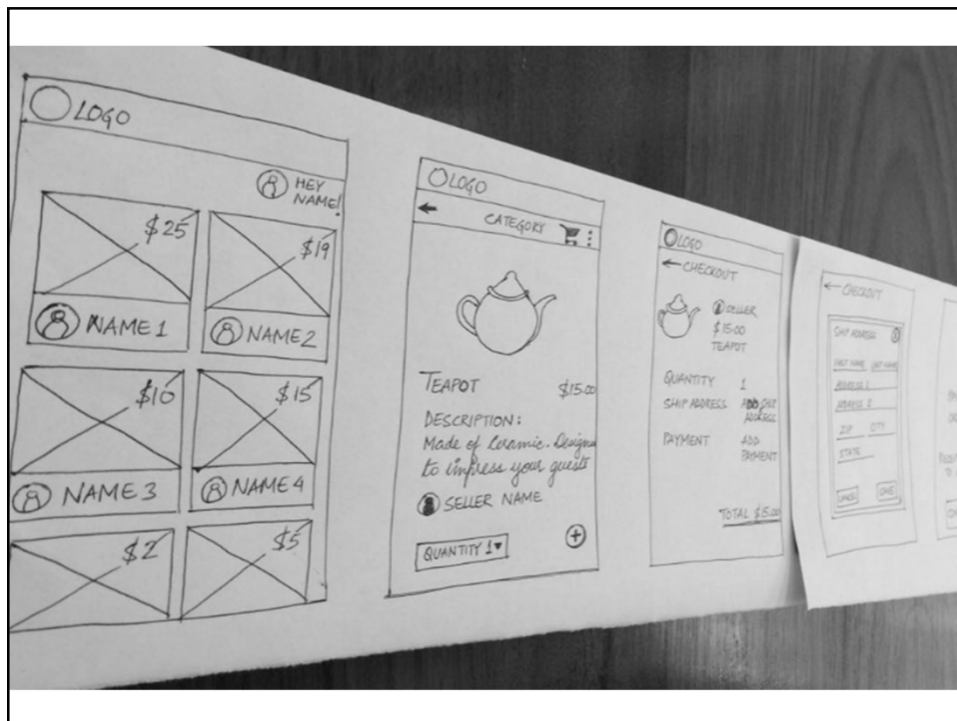 LOGO
HEY
NAME!
$25
$19
NAME 1
NAME 2
$10
$15
NAME 3
NAME 4
$2
$5
LOGO
CATEGORY
TEAPOT $15.00
DESCRIPTION:
Made of Ceramic. Designed
to impress your guests
SELLER NAME
QUANTITY 1
LOGO
CHECKOUT
SELLER
$15.00
TEAPOT
QUANTITY 1
SHIP ADDRESS ADD SHIP
ADDRESS
PAYMENT ADD
PAYMENT
TOTAL $15.00
CHECKOUT
SHIP ADDRESS
FIRST NAME LAST NAME
ADDRESS 1
ADDRESS 2
ZIP CITY
STATE
CANCEL SAVE